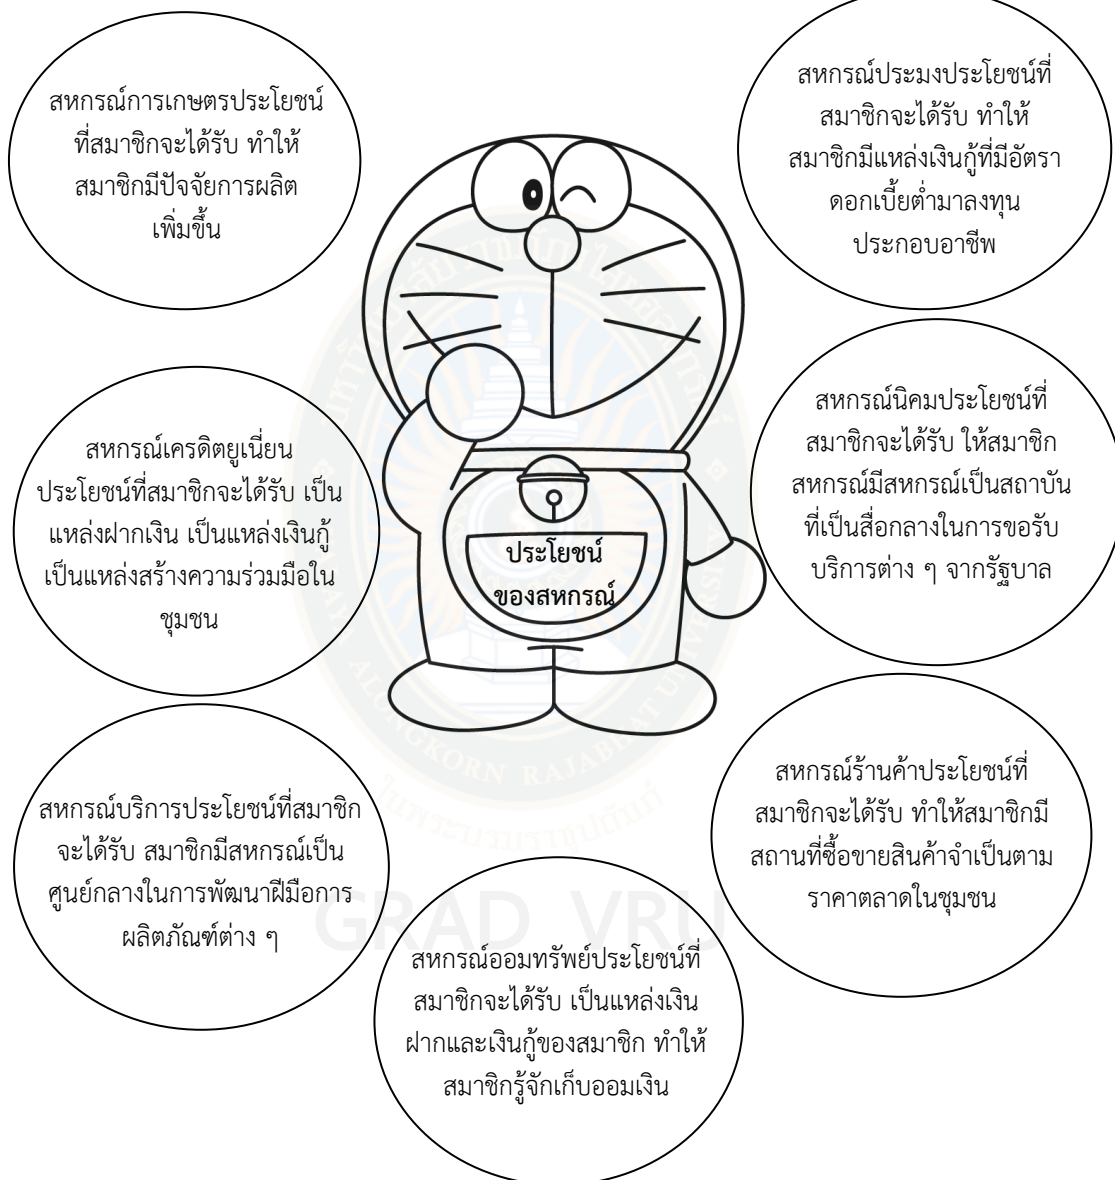 สหกรณ์การเกษตรประโยชน์
ที่สมาชิกจะได้รับ ทำให้
สมาชิกมีปัจจัยการผลิต
เพิ่มขึ้น
สหกรณ์ประมงประโยชน์ที่
สมาชิกจะได้รับ ทำให้
สมาชิกมีแหล่งเงินกู้ที่มีอัตรา
ดอกเบี้ยต่ำมาลงทุน
ประกอบอาชีพ
สหกรณ์เครดิตยูเนี่ยน
ประโยชน์ที่สมาชิกจะได้รับ เป็น
แหล่งฝากเงิน เป็นแหล่งเงินกู้
เป็นแหล่งสร้างความร่วมมือใน
ชุมชน
สหกรณ์นิคมประโยชน์ที่
สมาชิกจะได้รับ ให้สมาชิก
สหกรณ์มีสหกรณ์เป็นสถาบัน
ที่เป็นสื่อกลางในการขอรับ
บริการต่าง ๆ จากรัฐบาล
ประโยชน์
ของสหกรณ์
สหกรณ์บริการประโยชน์ที่สมาชิก
จะได้รับ สมาชิกมีสหกรณ์เป็น
ศูนย์กลางในการพัฒนาฝีมือการ
ผลิตภัณฑ์ต่าง ๆ
สหกรณ์ร้านค้าประโยชน์ที่
สมาชิกจะได้รับ ทำให้สมาชิกมี
สถานที่ซื้อขายสินค้าจำเป็นตาม
ราคาตลาดในชุมชน
สหกรณ์ออมทรัพย์ประโยชน์ที่
สมาชิกจะได้รับ เป็นแหล่งเงิน
ฝากและเงินกู้ของสมาชิก ทำให้
สมาชิกรู้จักเก็บออมเงิน
GRAD VRU
ในพระบรมราชูปถัมภ์